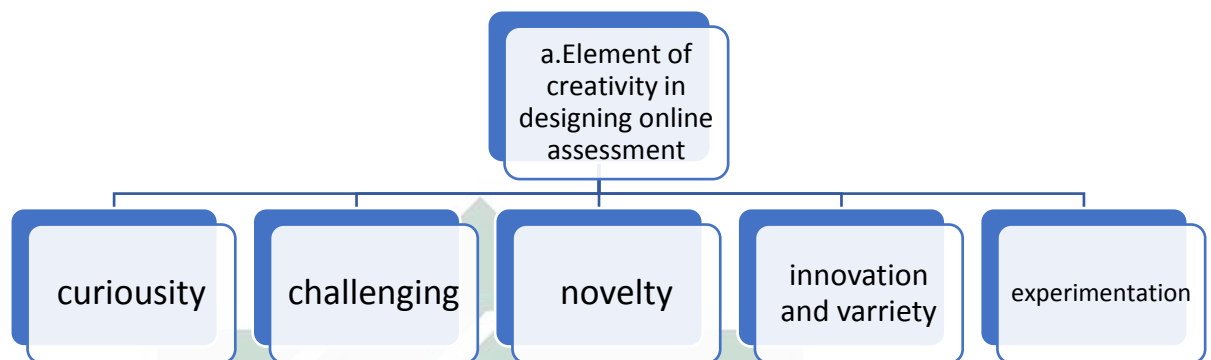 a.Element of
creativity in
designing online
assessment
curiousity
challenging
novelty
innovation
and varriety
experimentation